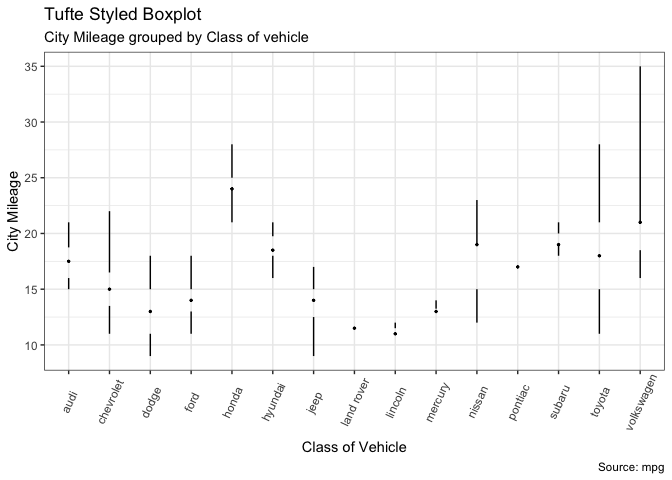 Tufte Styled Boxplot
City Mileage grouped by Class of vehicle
35
30
25
20
15
10
City Mileage
audi
chevrolet
dodge
ford
honda
hyundai
jeep
land rover
lincoln
mercury
nissan
pontiac
subaru
toyota
volkswagen
Class of Vehicle
Source: mpg